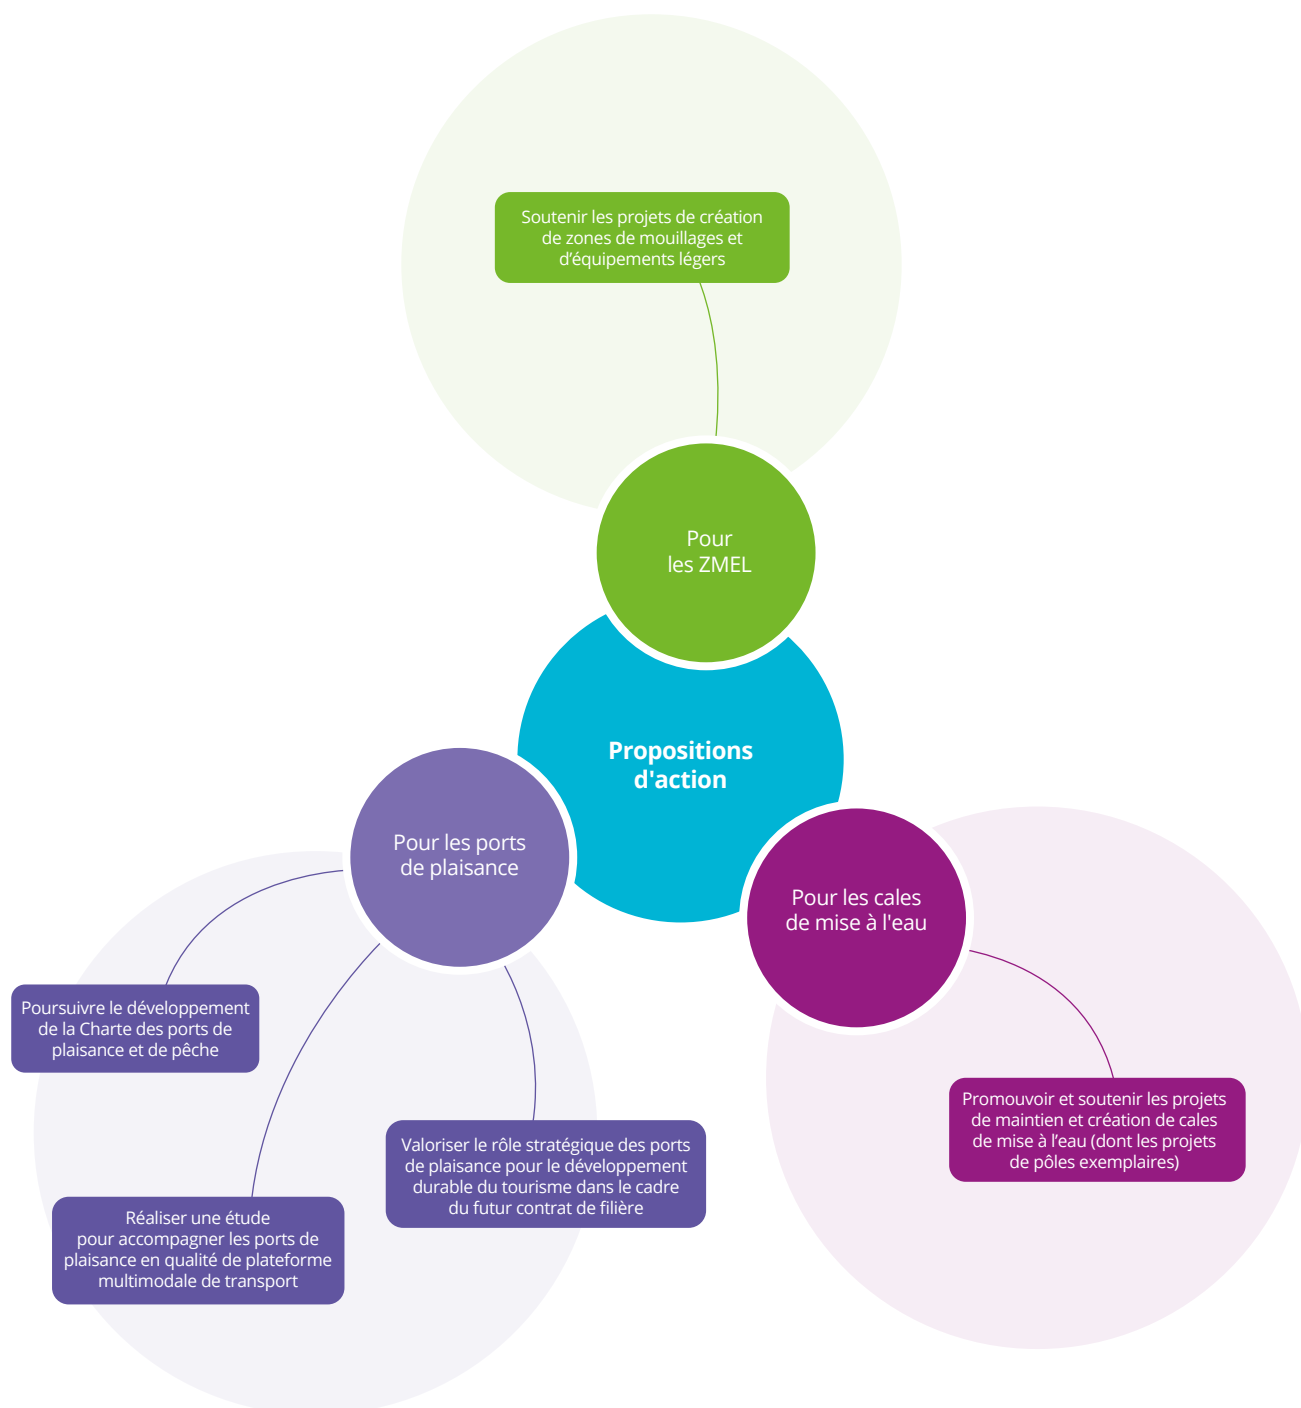 Soutenir les projets de création
de zones de mouillages et
d’équipements légers
Pour
les ZMEL
Propositions
d'action
Pour les ports
de plaisance
Pour les cales
de mise à l'eau
Poursuivre le développement
de la Charte des ports de
plaisance et de pêche
Réaliser une étude
pour accompagner les ports de
plaisance en qualité de plateforme
multimodale de transport
Valoriser le rôle stratégique des ports
de plaisance pour le développement
durable du tourisme dans le cadre
du futur contrat de filière
Promouvoir et soutenir les projets
de maintien et création de cales
de mise à l’eau (dont les projets
de pôles exemplaires)